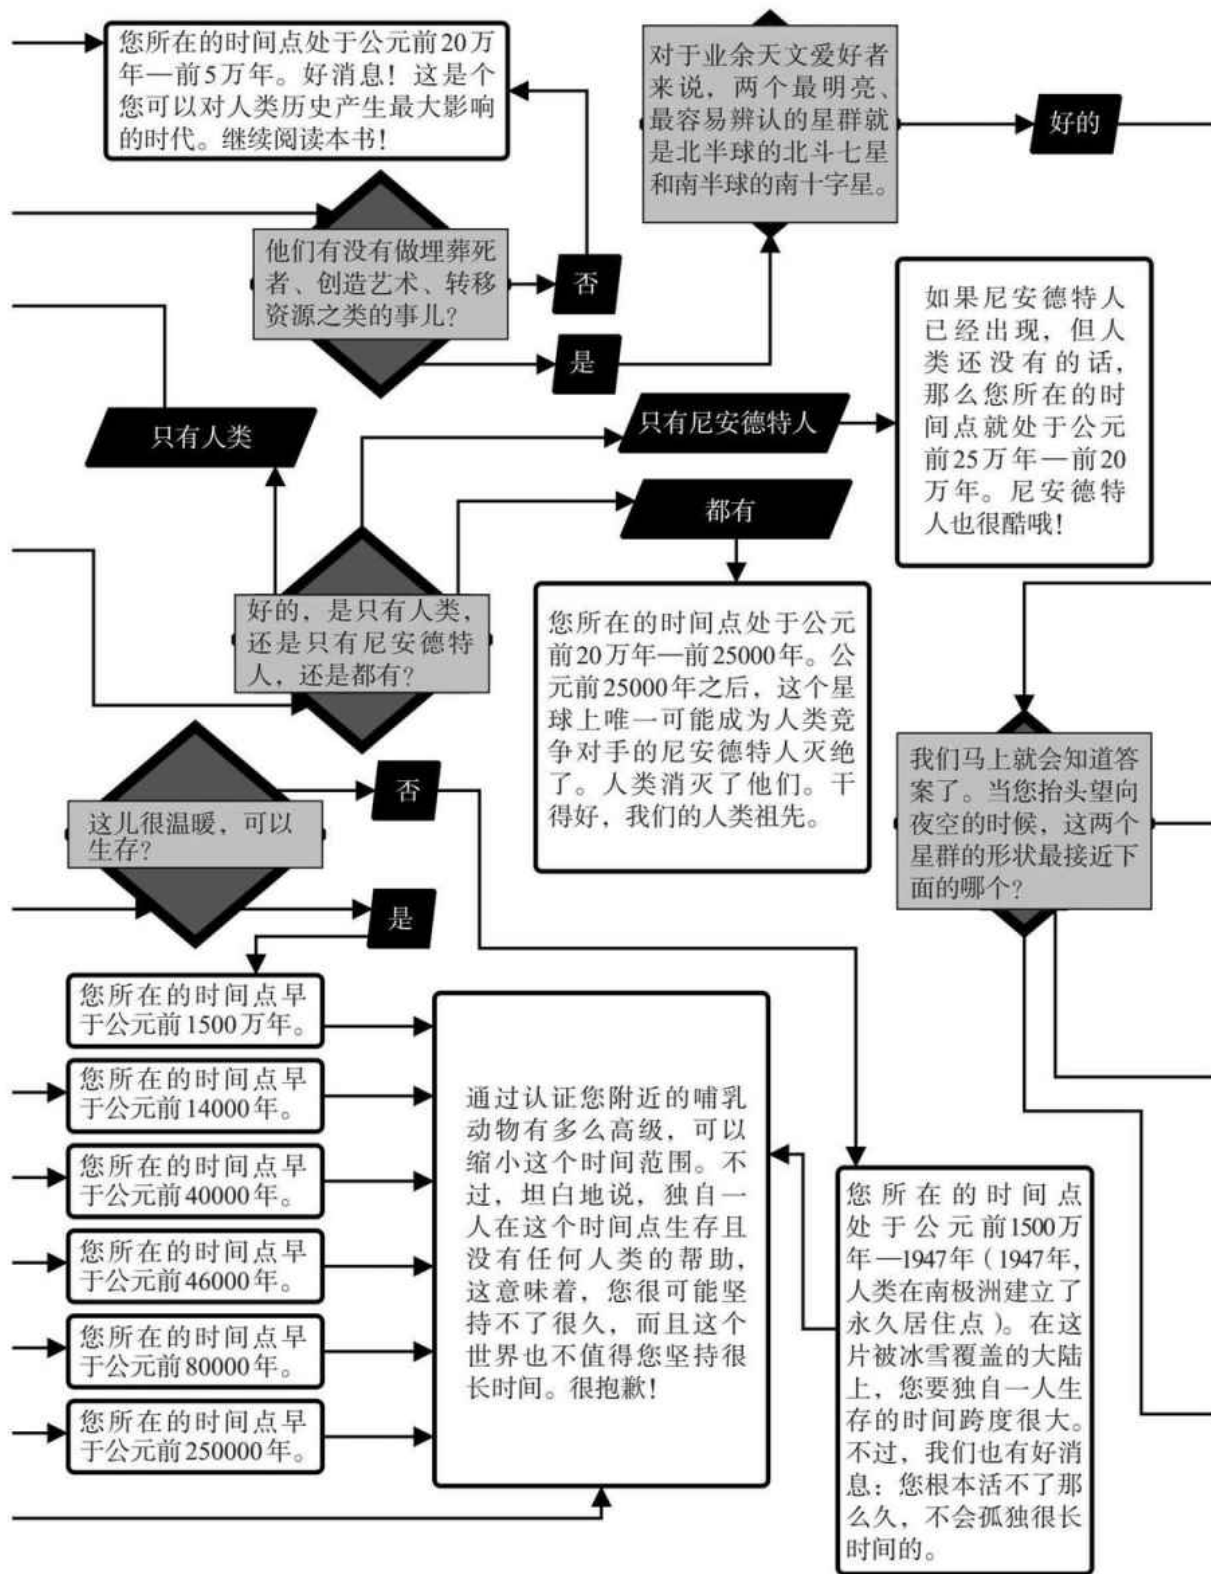 您所在的时间点处于公元前20万
年—前5万年。好消息！这是个
您可以对人类历史产生最大影响
的时代。继续阅读本书！
对于业余天文爱好者
来说，两个最明亮、
最容易辨认的星群就
是北半球的北斗七星
和南半球的南十字星。
好的
他们有没有做埋葬死
者、创造艺术、转移
资源之类的事儿？
否
是
如果尼安德特人
已经出现，但人
类还没有的话，
那么您所在的时
间点就处于公元
前25万年—前20
万年。尼安德特
人也很酷哦！
只有人类
只有尼安德特人
都有
好的，是只有人类，
还是只有尼安德特
人，还是都有？
您所在的时间点处于公元
前20万年—前25000年。公
元前25000年之后，这个星
球上唯一可能成为人类竞
争对手的尼安德特人灭绝
了。人类消灭了他们。干
得好，我们的人类祖先。
我们马上就会知道答
案了。当您抬头望向
夜空的时候，这两个
星群的形状最接近下
面的哪个？
这儿很温暖，可以
生存？
否
是
您所在的时间点早
于公元前1500万年。
您所在的时间点早
于公元前14000年。
您所在的时间点早
于公元前40000年。
您所在的时间点早
于公元前46000年。
您所在的时间点早
于公元前80000年。
您所在的时间点早
于公元前250000年。
通过认证您附近的哺乳
动物有多么高级，可以
缩小这个时间范围。不
过，坦白地说，独自一
人在这个时间点生存且
没有任何人类的帮助，
这意味着，您很可能坚
持不了很久，而且这个
世界也不值得您坚持很
长时间。很抱歉！
您所在的时间点
处于公元前1500万
年—1947年（1947年，
人类在南极洲建立了
永久居住点）。在这
片被冰雪覆盖的大陆
上，您要独自一人生
存的时间跨度很大。
不过，我们也有好消
息：您根本活不了那
么久，不会孤独很长
时间的。